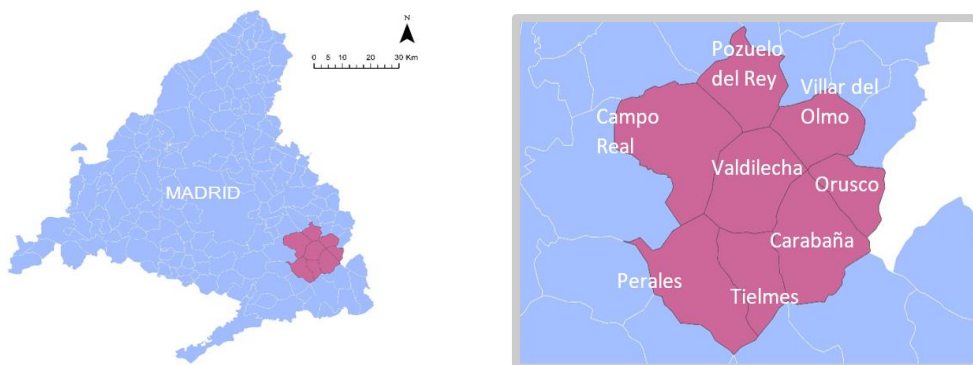 N
0 5 10 20 30 Km
MADRID
Pozuelo
del Rey
Villar del
Olmo
Campo
Real
Valdilecha
Orusco
Carabaña
Perales
Tielmes